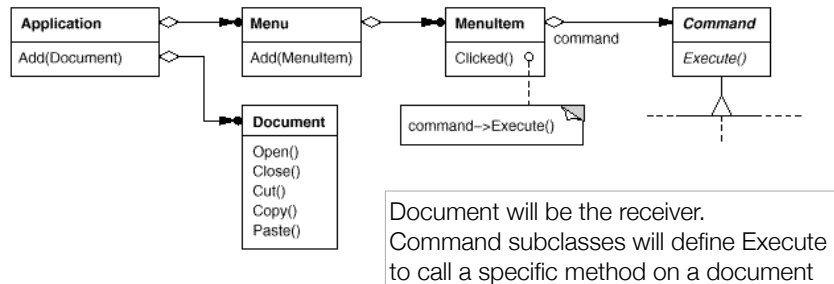 Application
Menu
MenuItem
Command
Add(Document)
Add(MenuItem)
Clicked()
command
Execute()
command–>Execute()
Document
Open()
Close()
Cut()
Copy()
Paste()
Document will be the receiver.
Command subclasses will define Execute
to call a specific method on a document